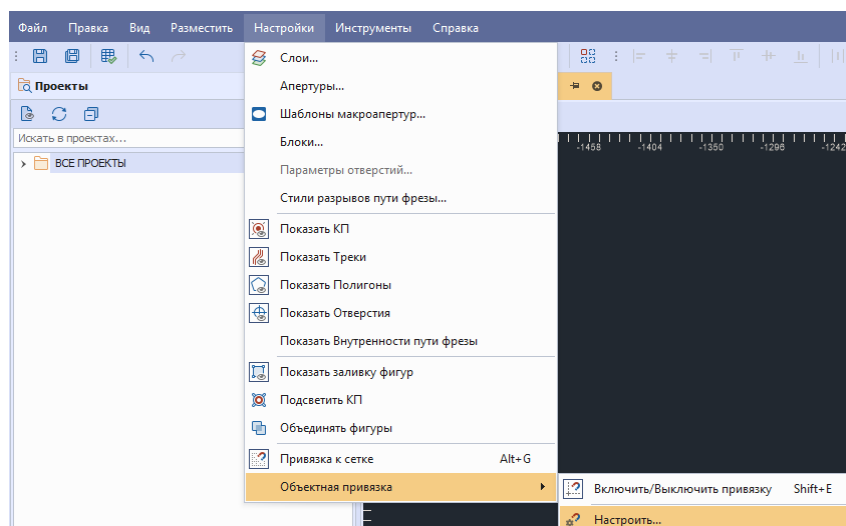 Файл Правка Вид Разместить Настройки Инструменты Справка
Проекты
Искать в проектах...
ВСЕ ПРОЕКТЫ
Слои...
Апертуры...
Шаблоны макроапертур...
Блоки...
Параметры отверстий...
Стили разрывов пути фрезы...
Показать КП
Показать Треки
Показать Полигоны
Показать Отверстия
Показать Внутренности пути фрезы
Показать заливку фигур
Подсветить КП
Объединять фигуры
Привязка к сетке Alt+G
Объектная привязка
-1458 -1404 -1350 -1296 -1242
Включить/Выключить привязку Shift+E
Настроить...